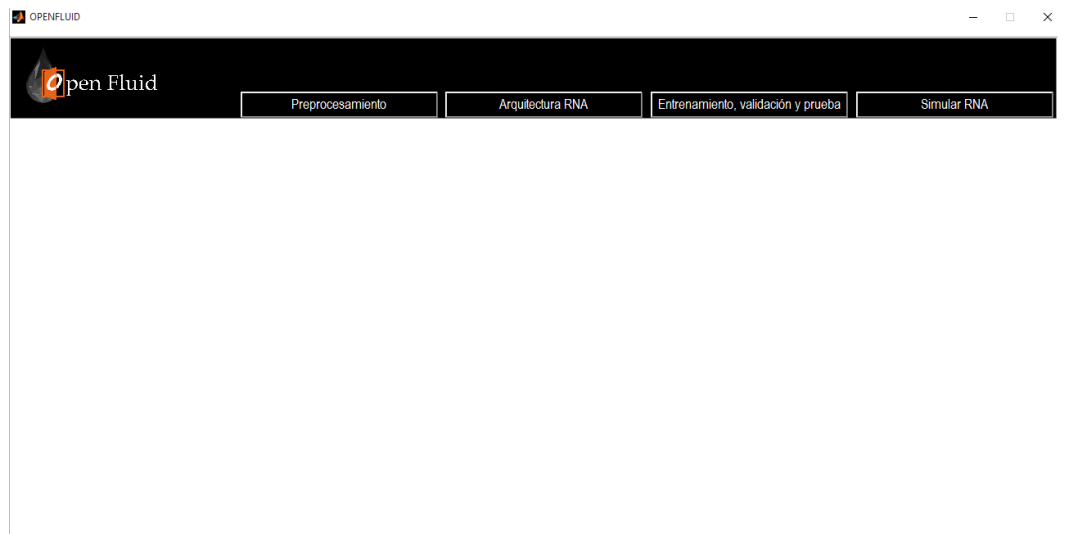 OPENFLUID
Open Fluid
Preprocesamiento
Arquitectura RNA
Entrenamiento, validación y prueba
Simular RNA